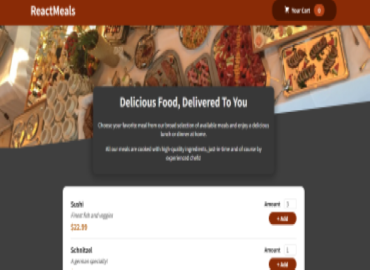 ReactMeals
Your Cart 0
Delicious Food, Delivered To You
Choose your favorite meal from our broad selection of available meals and enjoy a delicious
lunch or dinner at home.
All our meals are cooked with high-quality ingredients, just-in-time and of course by
experienced chefs!
Sushi
Amount
Finest fish and veggies
+ Add
$22.99
Schnitzel
Amount 1
A german specialty!
+ Add